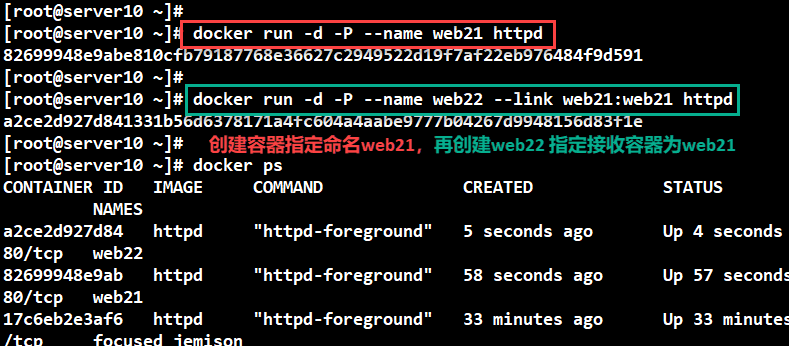 [root@server10 ~]#
[root@server10 ~]# docker run -d -P --name web21 httpd
82699948e9abe810cfb79187768e36627c2949522d19f7af22eb976484f9d591
[root@server10 ~]#
[root@server10 ~]# docker run -d -P --name web22 --link web21:web21 httpd
a2ce2d927d841331b56d6378171a4fc604a4aabe9777b04267d9948156d83f1e
[root@server10 ~]# 创建容器指定命名web21，再创建web22 指定接收容器为web21
[root@server10 ~]# docker ps
CONTAINER ID IMAGE COMMAND CREATED STATUS
NAMES
a2ce2d927d84 httpd "httpd-foreground" 5 seconds ago Up 4 seconds
80/tcp web22
82699948e9ab httpd "httpd-foreground" 58 seconds ago Up 57 seconds
80/tcp web21
17c6eb2e3af6 httpd "httpd-foreground" 33 minutes ago Up 33 minutes
/tcp focused_jemison